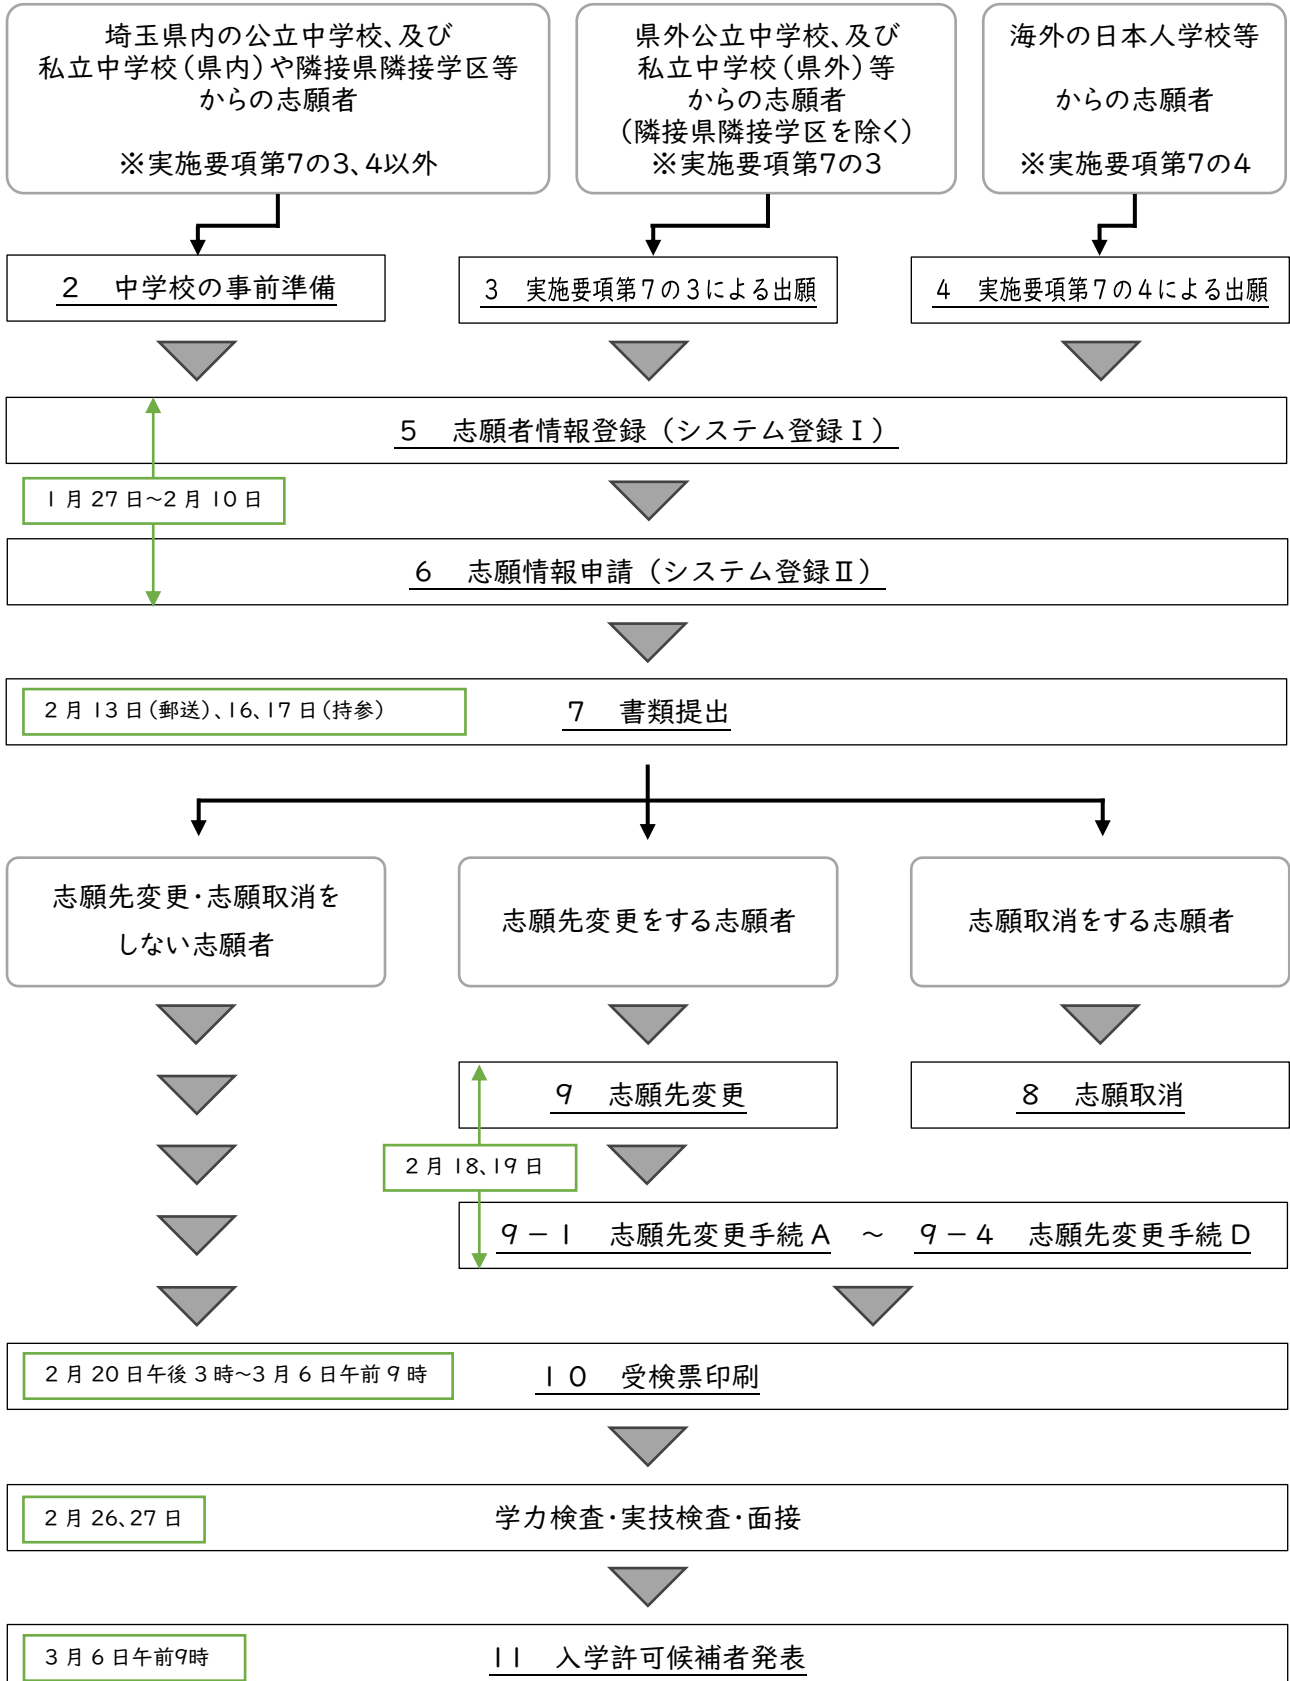 埼玉県内の公立中学校、及び
私立中学校(県内)や隣接県隣接学区等
からの志願者
※実施要項第7の3、4以外
県外公立中学校、及び
私立中学校(県外)等
からの志願者
(隣接県隣接学区を除く)
※実施要項第7の3
海外の日本人学校等
からの志願者
※実施要項第7の4
2 中学校の事前準備
3 実施要項第7の3による出願
4 実施要項第7の4による出願
5 志願者情報登録(システム登録Ⅰ)
1月27日~2月10日
6 志願情報申請(システム登録Ⅱ)
2月13日(郵送)、16、17日(持参)
7 書類提出
志願先変更・志願取消を
しない志願者
志願先変更をする志願者
志願取消をする志願者
9 志願先変更
8 志願取消
2月18、19日
9-1 志願先変更手続A ~ 9-4 志願先変更手続D
2月20日午後3時~3月6日午前9時
10 受検票印刷
2月26、27日
学力検査・実技検査・面接
3月6日午前9時
11 入学許可候補者発表